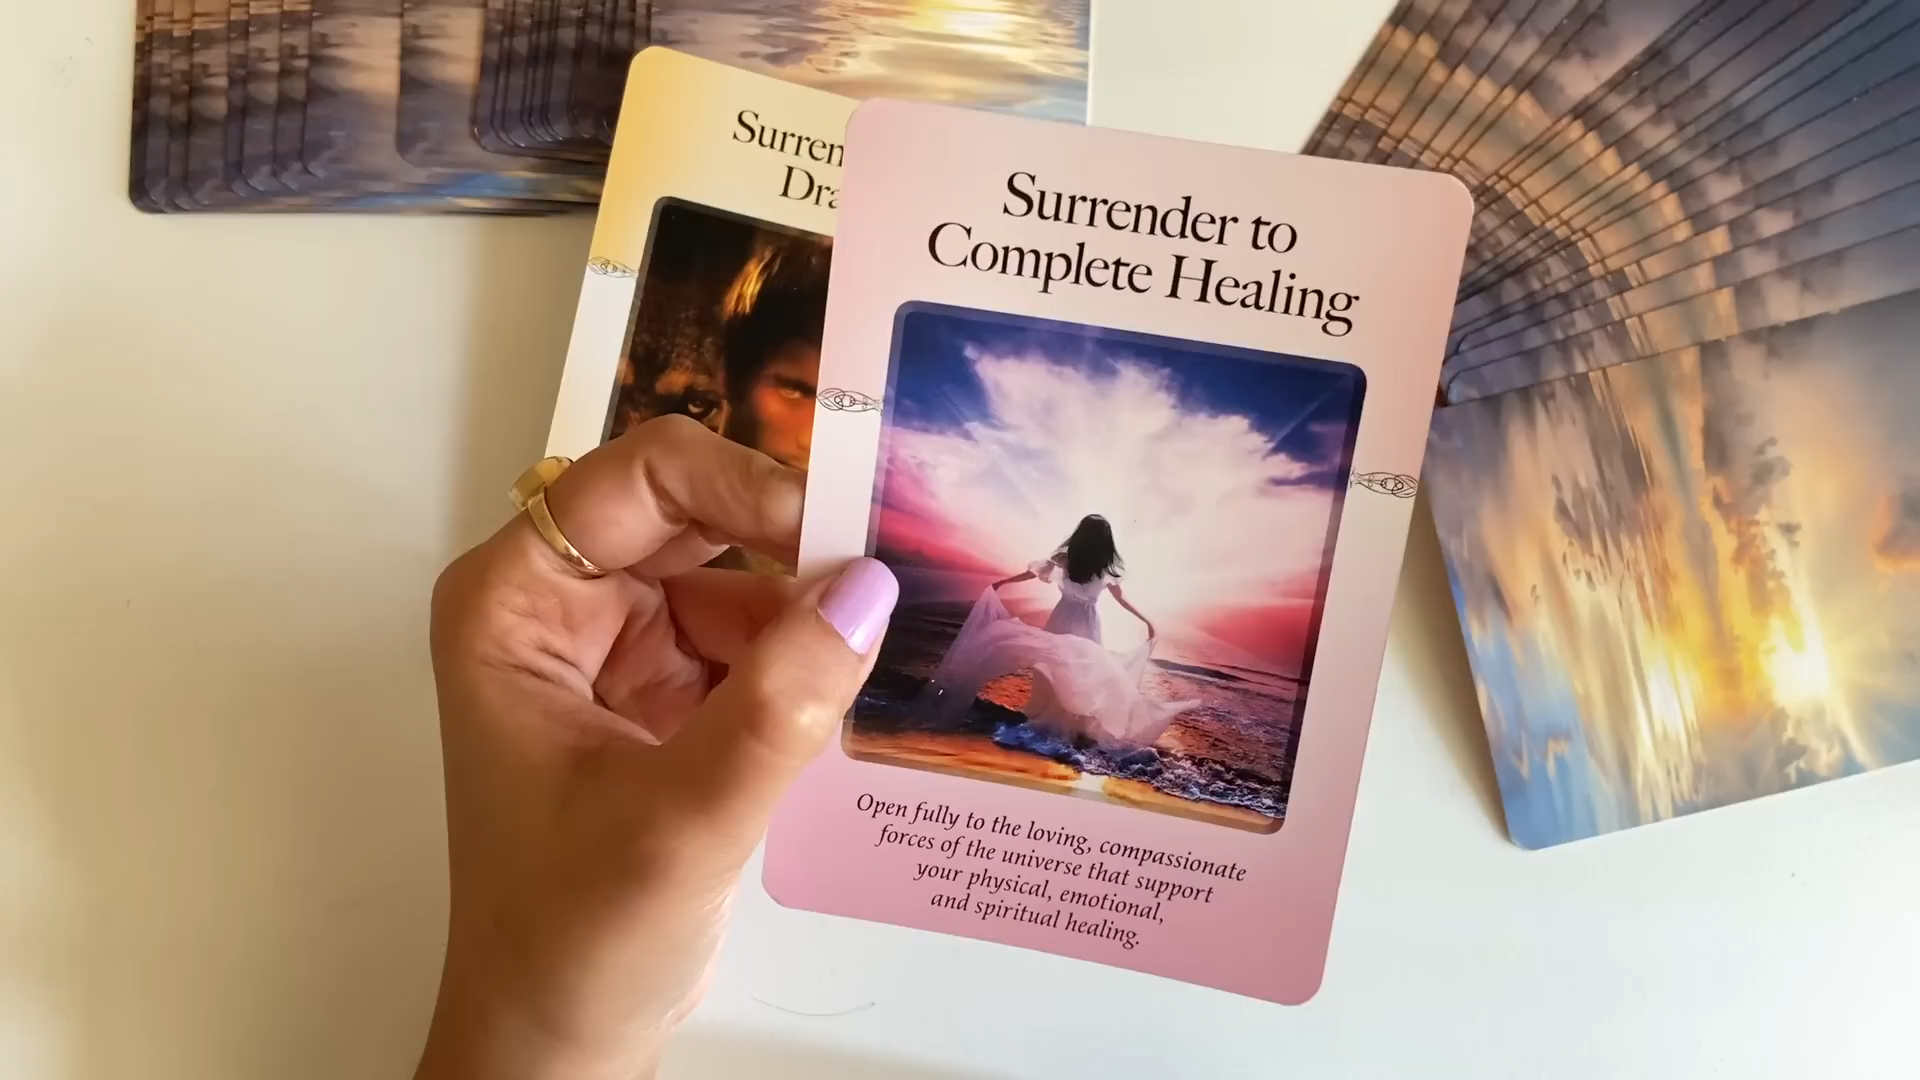 Surrender to
Complete Healing
Open fully to the loving, compassionate
forces of the universe that support
your physical, emotional,
and spiritual healing.